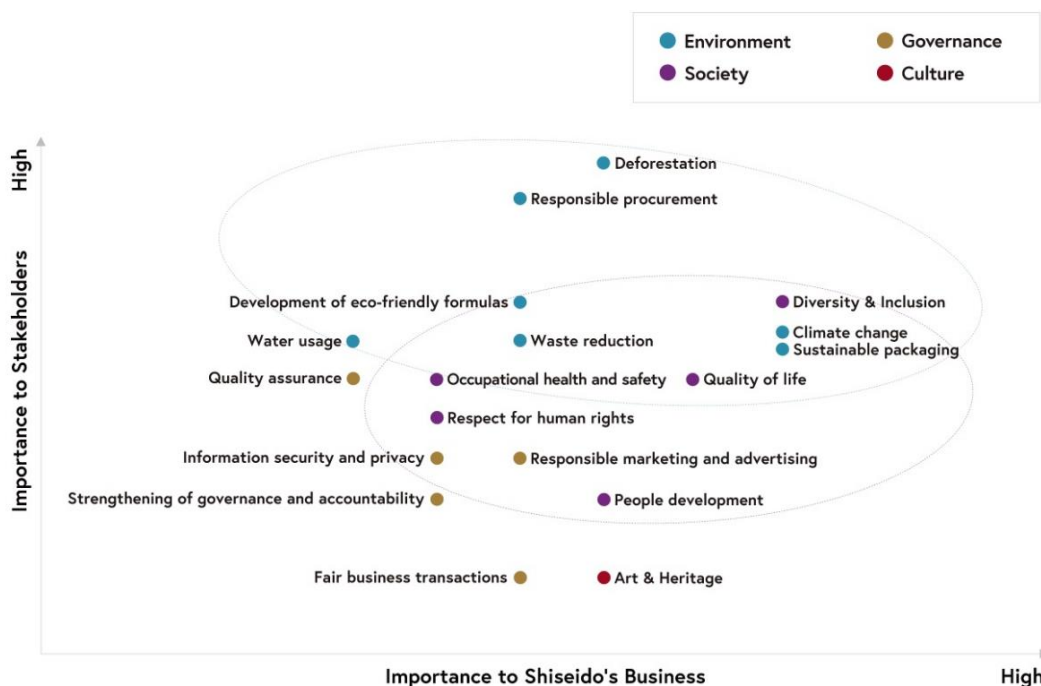 Environment
Governance
Society
Culture
High
Importance to Stakeholders
Deforestation
Responsible procurement
Development of eco-friendly formulas
Diversity & Inclusion
Climate change
Water usage
Waste reduction
Sustainable packaging
Quality assurance
Occupational health and safety
Quality of life
Respect for human rights
Information security and privacy
Responsible marketing and advertising
Strengthening of governance and accountability
People development
Fair business transactions
Art & Heritage
Importance to Shiseido's Business
High